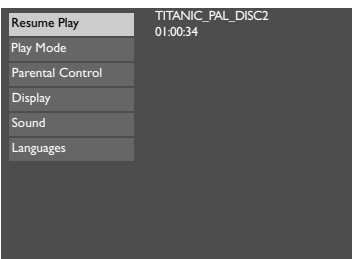 Resume Play
Play Mode
Parental Control
Display
Sound
Languages
TITANIC_PAL_DISC2
01:00:34